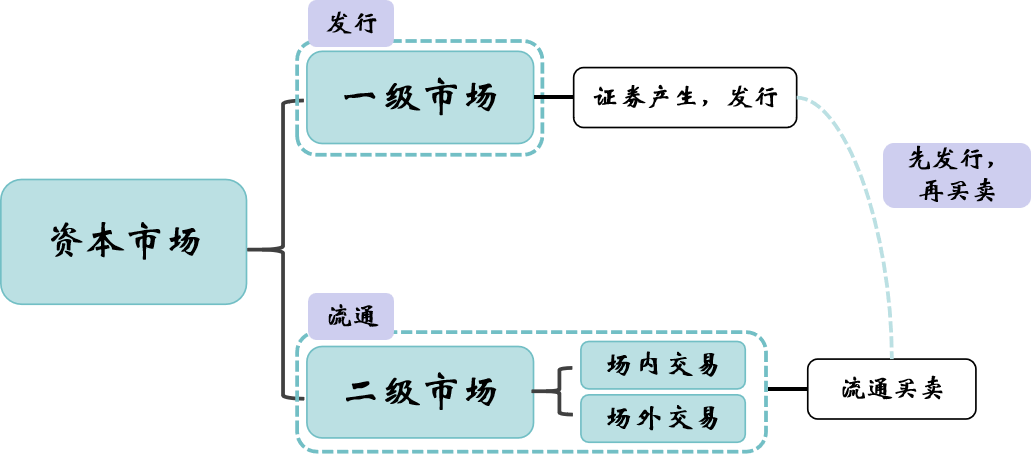 发行
一级市场
证券产生，发行
先发行，
再买卖
资本市场
流通
二级市场
场内交易
场外交易
流通买卖